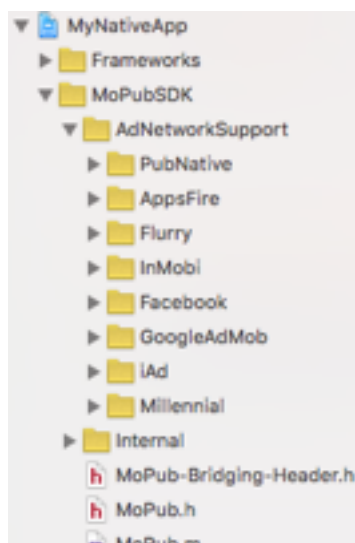 MyNativeApp
Frameworks
MoPubSDK
AdNetworkSupport
PubNative
AppsFire
Flurry
InMobi
Facebook
GoogleAdMob
iAd
Millennial
Internal
h MoPub-Bridging-Header.h
h MoPub.h